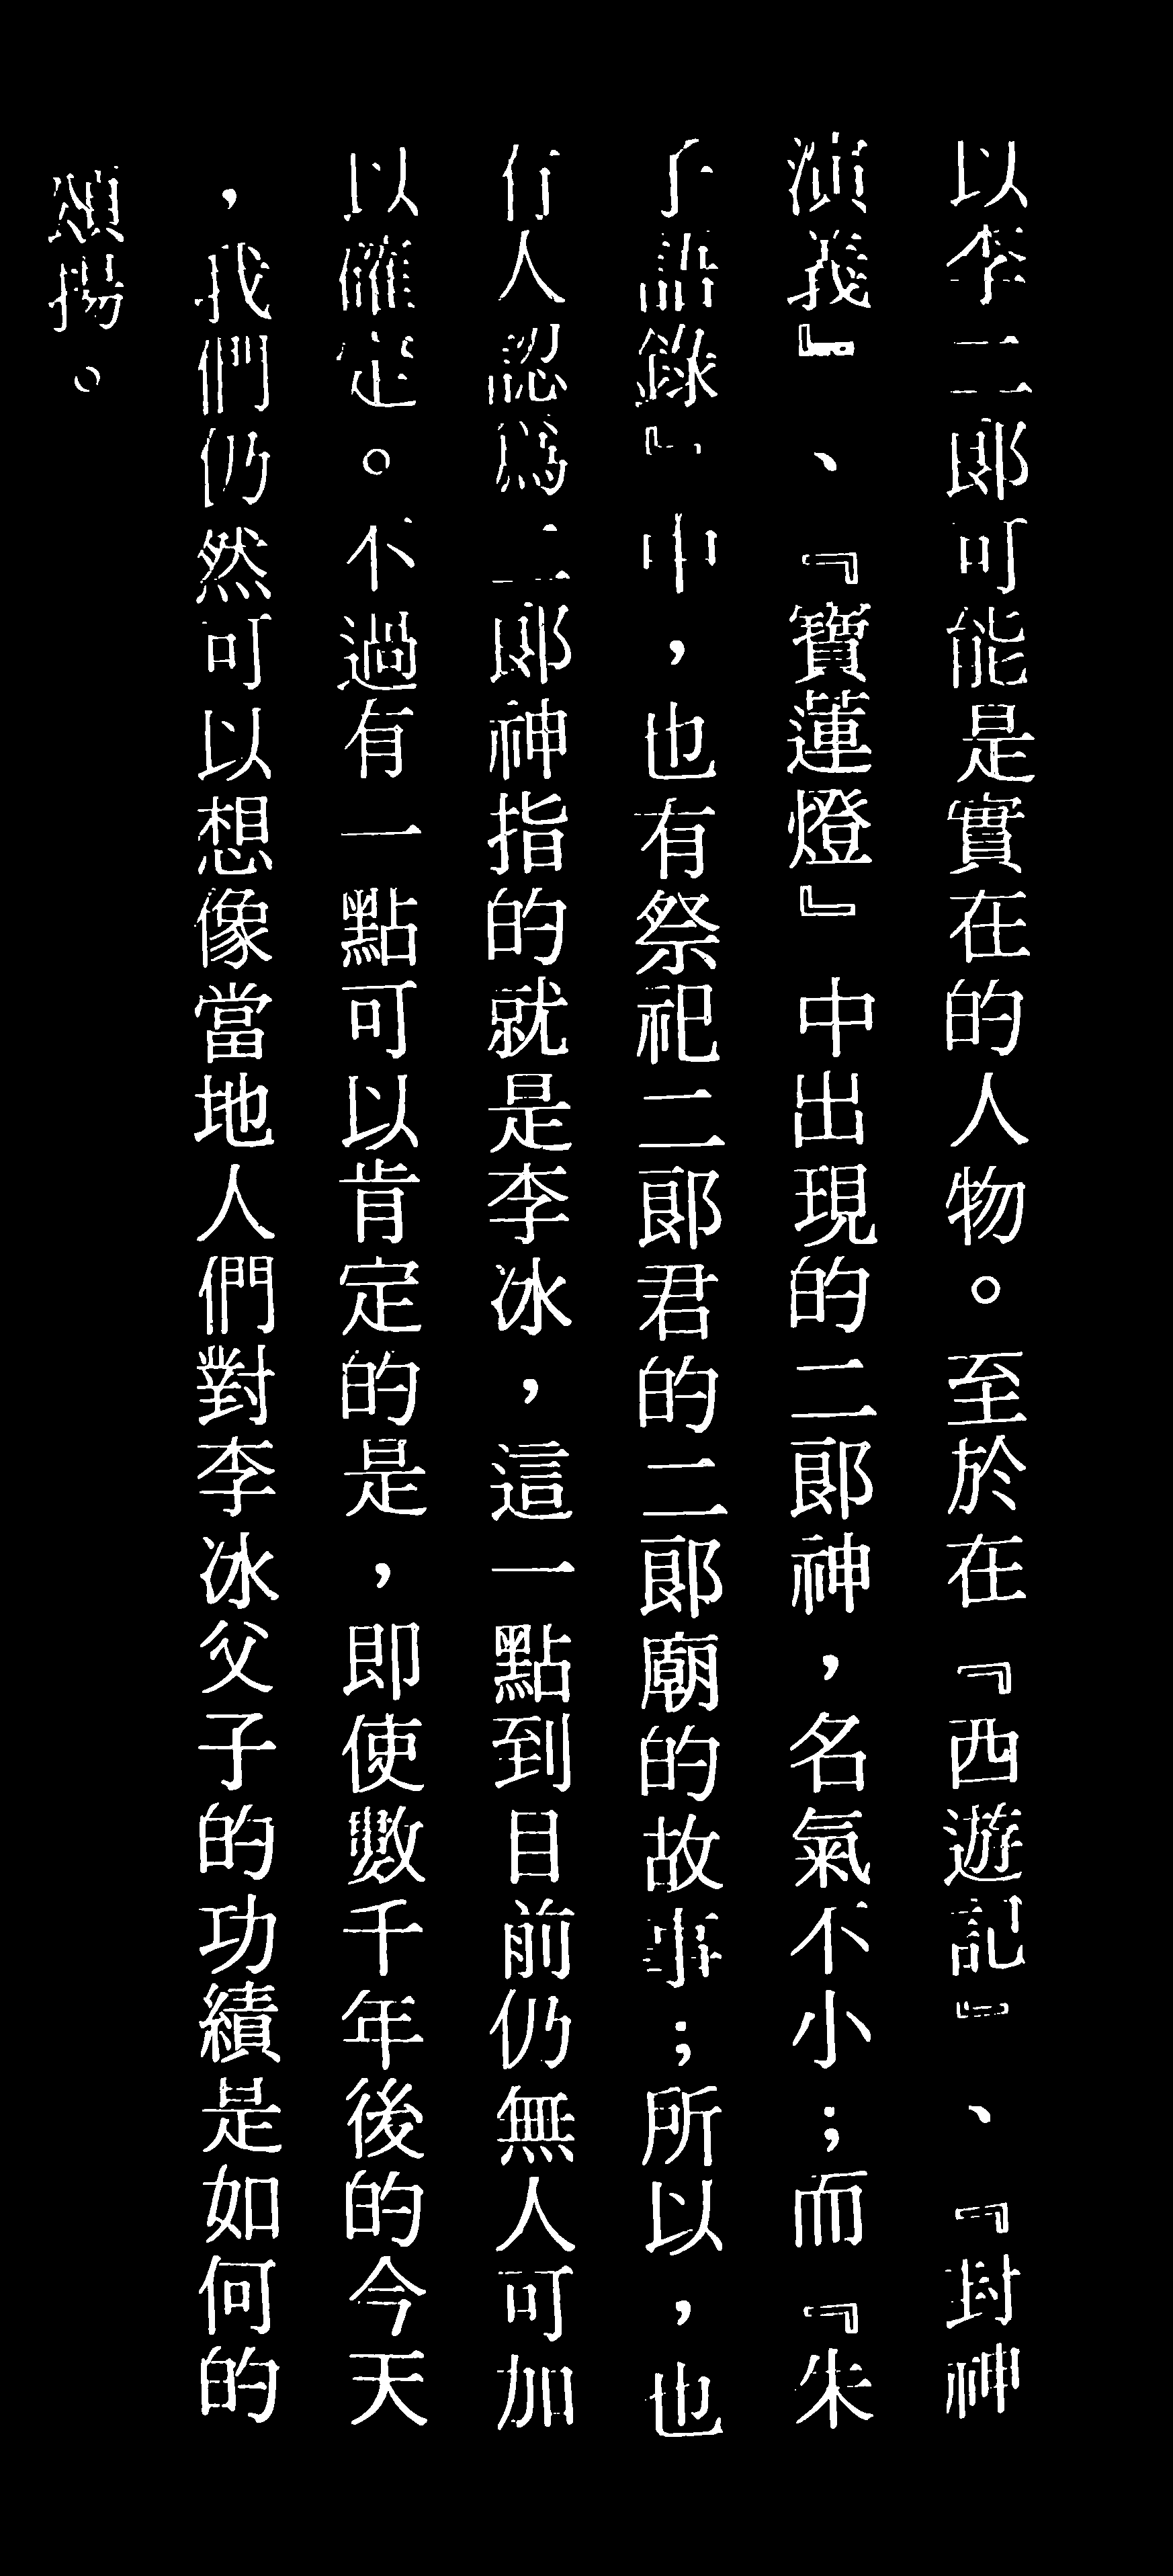 以李二郎可能是實在的人物。至於在『西遊記』、『封神
演義』、『寶蓮燈』中出現的二郎神，名氣不小；而『朱
子語錄』中，也有祭祀二郎君的二郎廟的故事；所以，也
有人認爲二郎神指的就是李冰，這一點到目前仍無人可加
以確定。不過有一點可以肯定的是，即使數千年後的今天
，我們仍然可以想像當地人們對李冰父子的功績是如何的
頌揚。